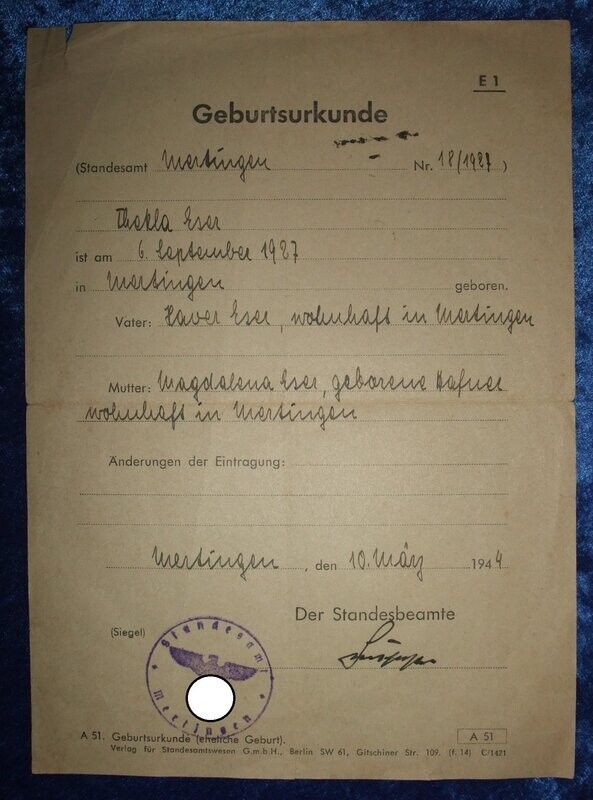 E 1
Geburtsurkunde
(Standesamt Mertingen Nr. 18/1937)
Thekla Eser
ist am 6. September 1937
in Mertingen geboren.
Vater: Xaver Eser, wohnhaft in Mertingen
Mutter: Magdalena Eser, geborene Hafner
wohnhaft in Mertingen
Änderungen der Eintragung:
Mertingen, den 10. März 1944
Der Standesbeamte
(Siegel)
Standesamt
Mertingen
A 51. Geburtsurkunde (eheliche Geburt). A 51
Verlag für Standesamtswesen G.m.b.H., Berlin SW 61, Gitschiner Str. 109. (f. 14) C/1421